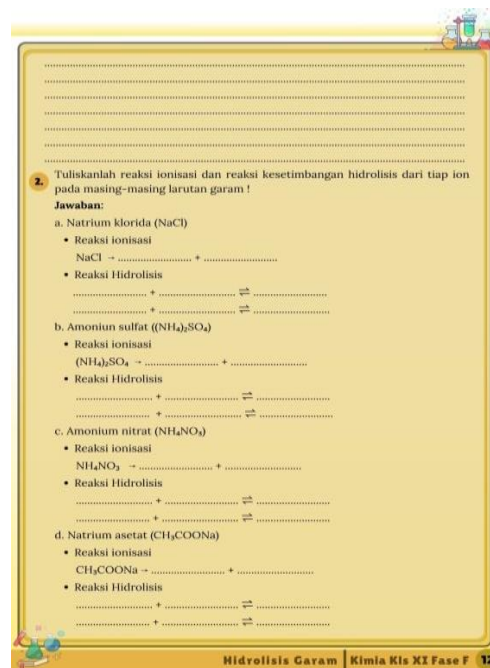 2. Tuliskanlah reaksi ionisasi dan reaksi kesetimbangan hidrolisis dari tiap ion
pada masing-masing larutan garam !
Jawaban:
a. Natrium klorida (NaCl)
• Reaksi ionisasi
NaCl → .......................... + ..........................
• Reaksi Hidrolisis
.......................... + .......................... ⇌ ..........................
.......................... + .......................... ⇌ ..........................
b. Amoniun sulfat ((NH₄)₂SO₄)
• Reaksi ionisasi
(NH₄)₂SO₄ → .......................... + ..........................
• Reaksi Hidrolisis
.......................... + .......................... ⇌ ..........................
.......................... + .......................... ⇌ ..........................
c. Amonium nitrat (NH₄NO₃)
• Reaksi ionisasi
NH₄NO₃ → .......................... + ..........................
• Reaksi Hidrolisis
.......................... + .......................... ⇌ ..........................
.......................... + .......................... ⇌ ..........................
d. Natrium asetat (CH₃COONa)
• Reaksi ionisasi
CH₃COONa → .......................... + ..........................
• Reaksi Hidrolisis
.......................... + .......................... ⇌ ..........................
.......................... + .......................... ⇌ ..........................
Hidrolisis Garam | Kimia Kls XI Fase F